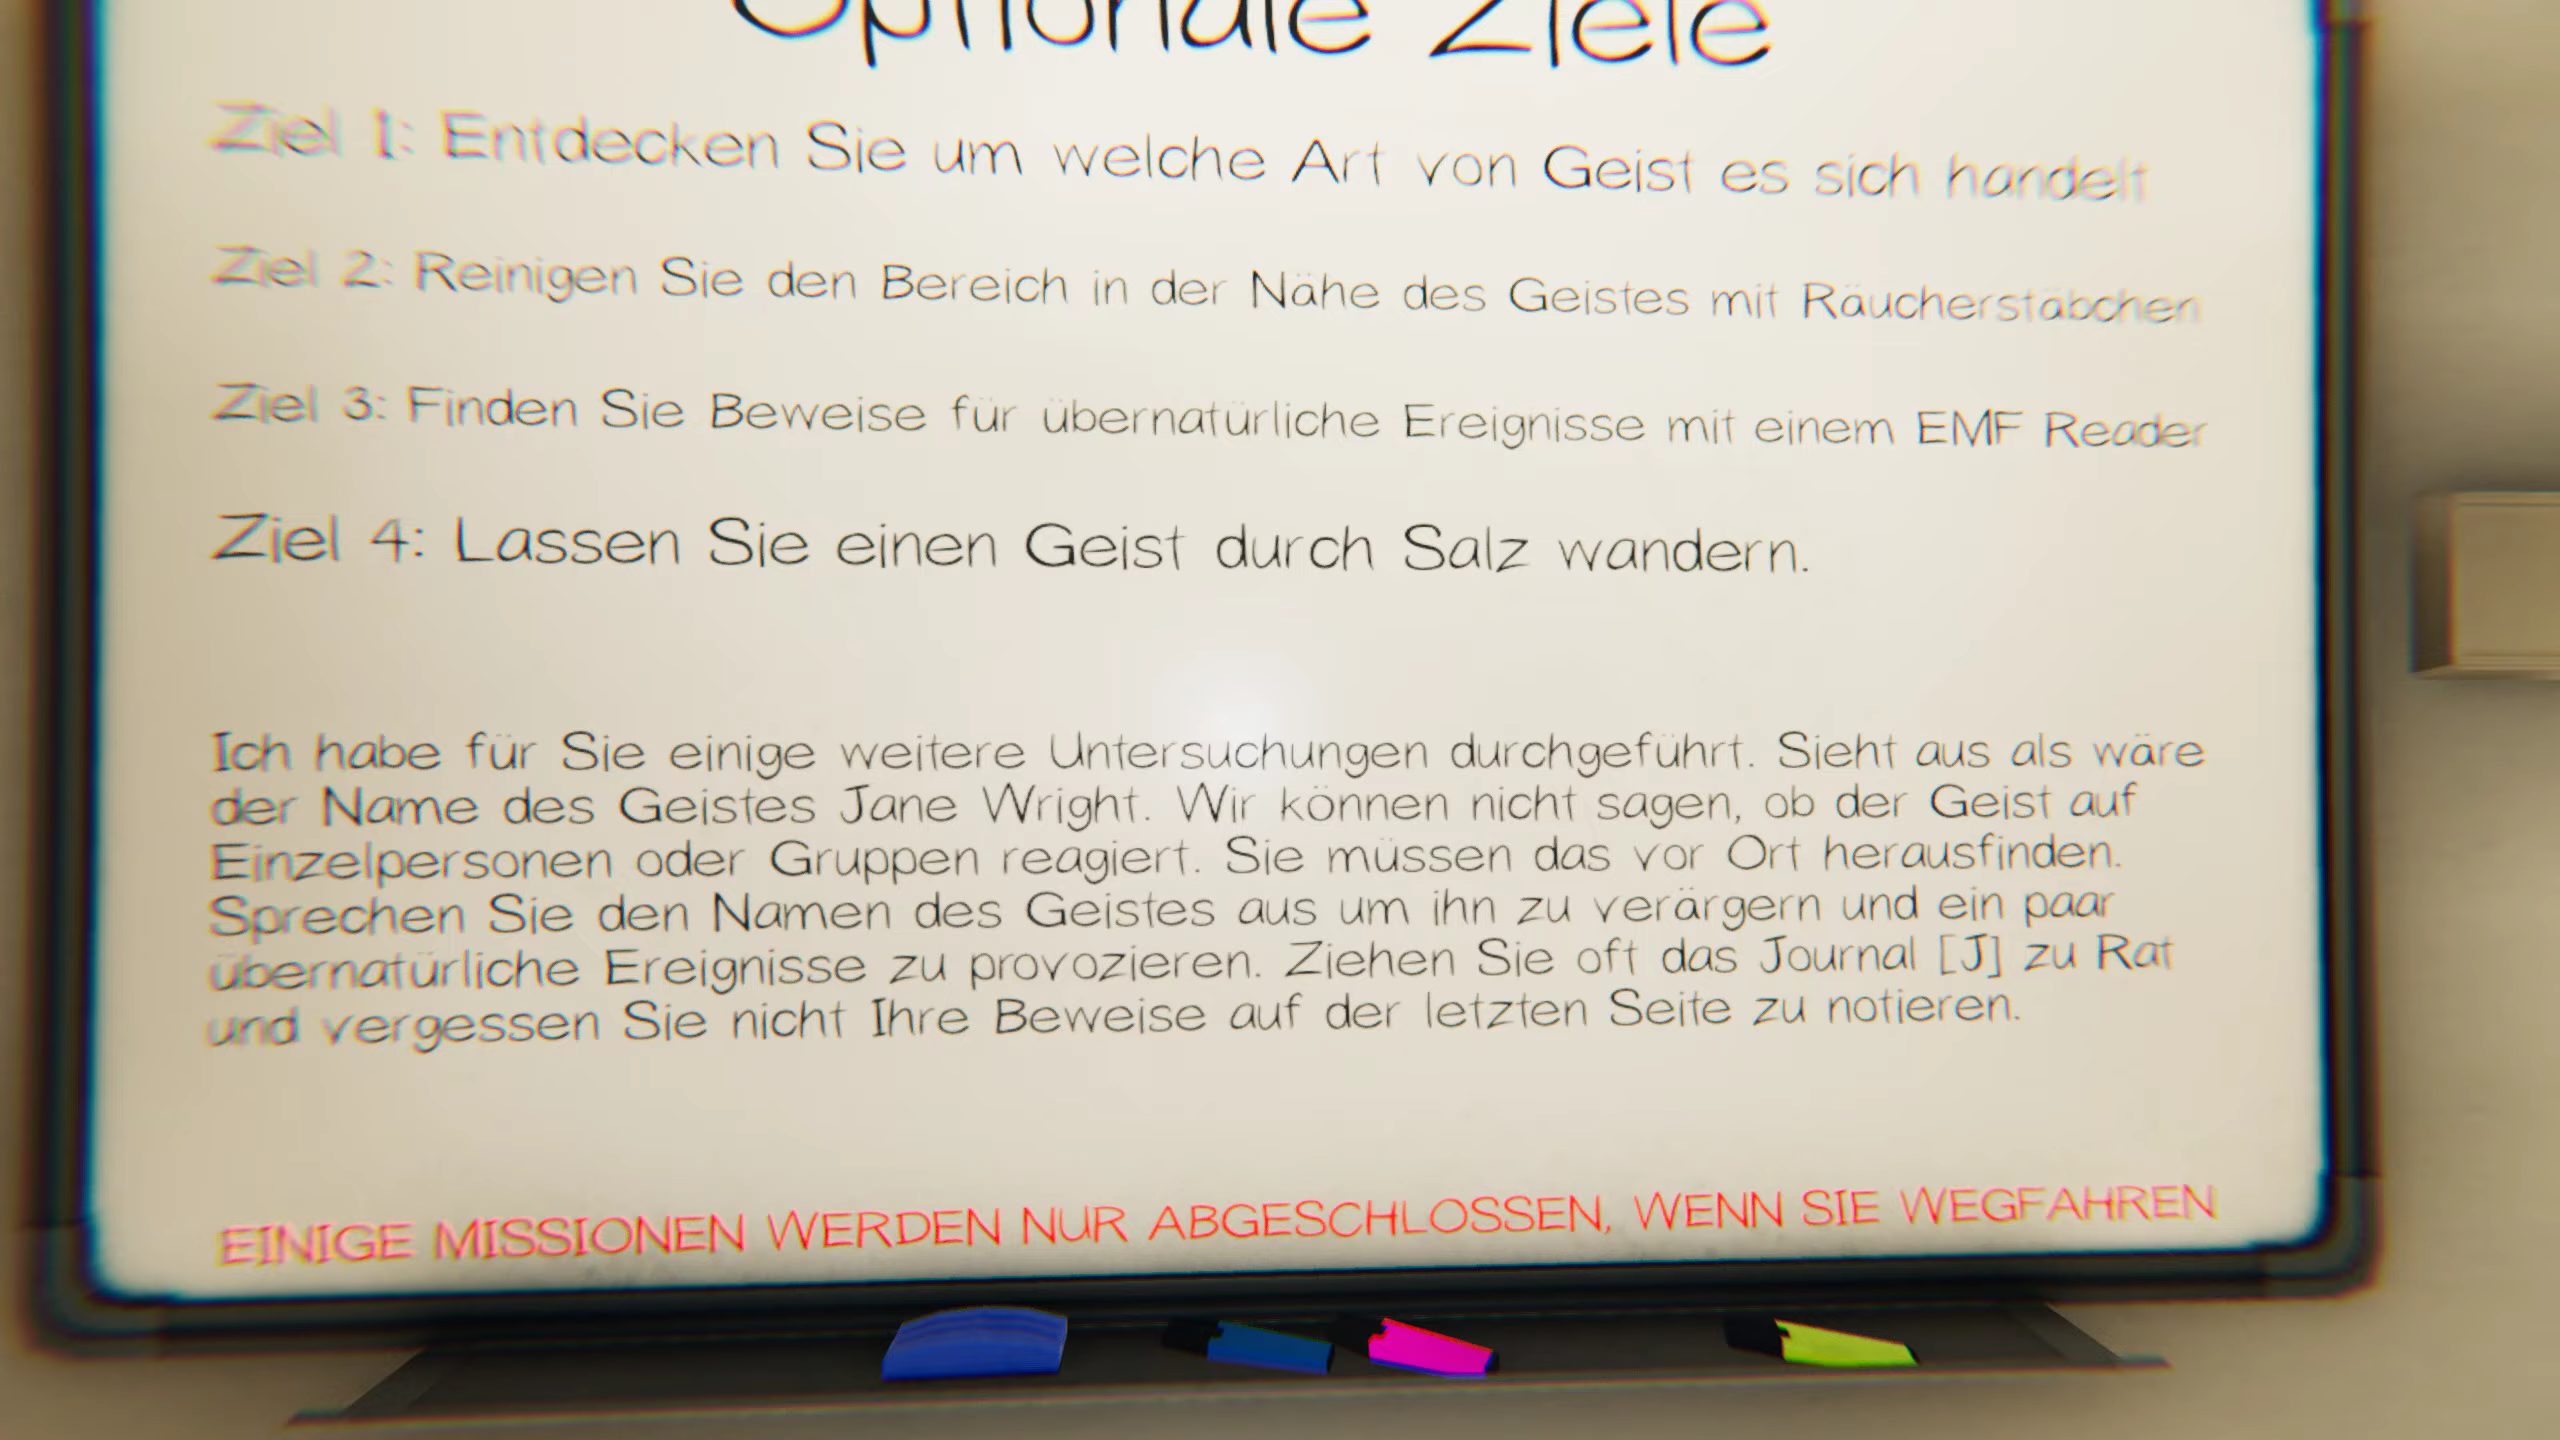 Optionale Ziele
Ziel 1: Entdecken Sie um welche Art von Geist es sich handelt
Ziel 2: Reinigen Sie den Bereich in der Nähe des Geistes mit Räucherstäbchen
Ziel 3: Finden Sie Beweise für übernatürliche Ereignisse mit einem EMF Reader
Ziel 4: Lassen Sie einen Geist durch Salz wandern.
Ich habe für Sie einige weitere Untersuchungen durchgeführt. Sieht aus als wäre
der Name des Geistes Jane Wright. Wir können nicht sagen, ob der Geist auf
Einzelpersonen oder Gruppen reagiert. Sie müssen das vor Ort herausfinden.
Sprechen Sie den Namen des Geistes aus um ihn zu verärgern und ein paar
übernatürliche Ereignisse zu provozieren. Ziehen Sie oft das Journal [J] zu Rat
und vergessen Sie nicht Ihre Beweise auf der letzten Seite zu notieren.
EINIGE MISSIONEN WERDEN NUR ABGESCHLOSSEN, WENN SIE WEGFAHREN